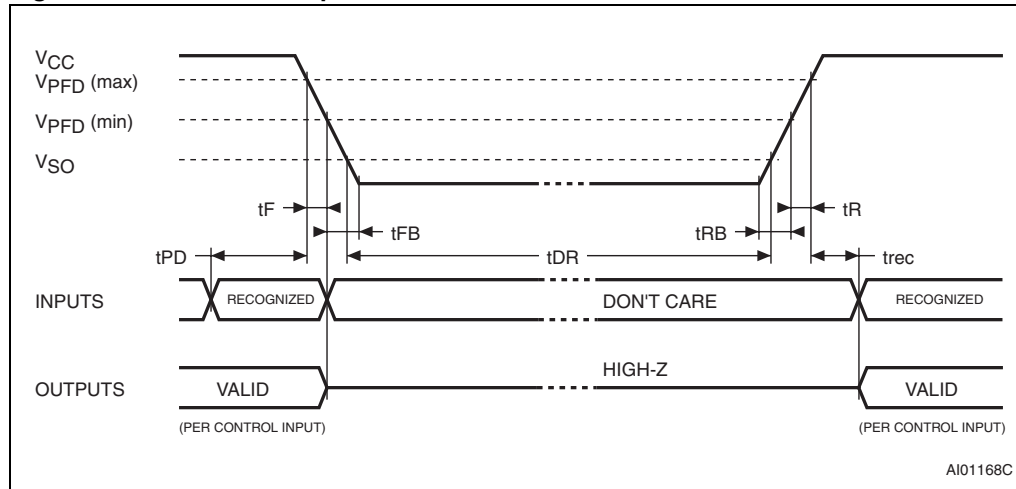 VCC
VPFD (max)
VPFD (min)
VSO
tF
tR
tFB
tRB
tPD
tDR
trec
INPUTS
RECOGNIZED
DON'T CARE
RECOGNIZED
HIGH-Z
OUTPUTS
VALID
VALID
(PER CONTROL INPUT)
(PER CONTROL INPUT)
AI01168C